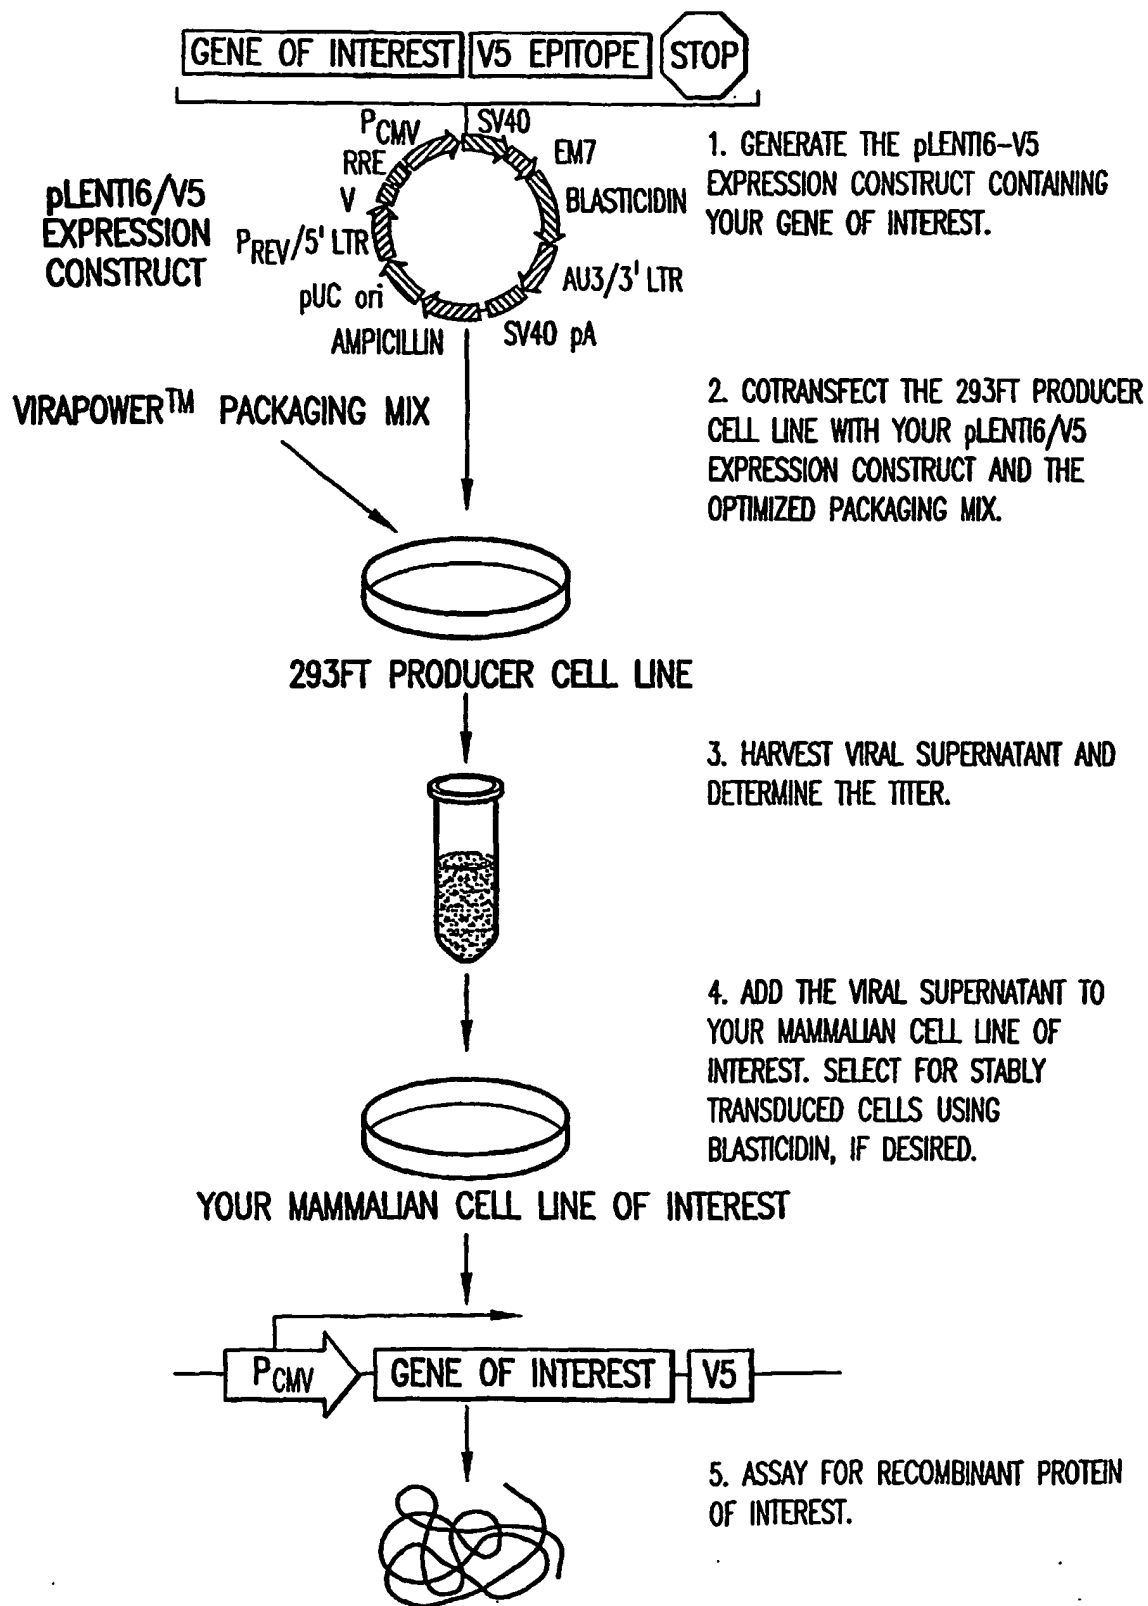 GENE OF INTEREST V5 EPITOPE STOP
PCMV SV40
RRE EM7
V BLASTICIDIN
PREV/5' LTR AU3/3' LTR
pUC ori SV40 pA
AMPICILLIN
pLENTI6/V5
EXPRESSION
CONSTRUCT
1. GENERATE THE pLENTI6-V5
EXPRESSION CONSTRUCT CONTAINING
YOUR GENE OF INTEREST.
VIRAPOWER™ PACKAGING MIX
2. COTRANSFECT THE 293FT PRODUCER
CELL LINE WITH YOUR pLENTI6/V5
EXPRESSION CONSTRUCT AND THE
OPTIMIZED PACKAGING MIX.
293FT PRODUCER CELL LINE
3. HARVEST VIRAL SUPERNATANT AND
DETERMINE THE TITER.
4. ADD THE VIRAL SUPERNATANT TO
YOUR MAMMALIAN CELL LINE OF
INTEREST. SELECT FOR STABLY
TRANSDUCED CELLS USING
BLASTICIDIN, IF DESIRED.
YOUR MAMMALIAN CELL LINE OF INTEREST
PCMV GENE OF INTEREST V5
5. ASSAY FOR RECOMBINANT PROTEIN
OF INTEREST.